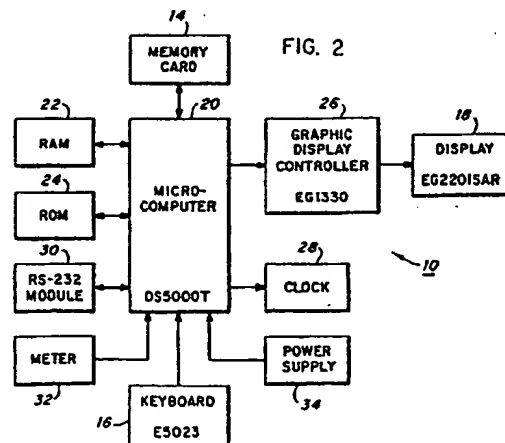 FIG. 2
14
MEMORY
CARD
20
MICRO-
COMPUTER
DS5000T
22
RAM
24
ROM
30
RS-232
MODULE
METER
32
16
KEYBOARD
E5023
26
GRAPHIC
DISPLAY
CONTROLLER
EG1330
18
DISPLAY
EG2201SAR
10
28
CLOCK
POWER
SUPPLY
34